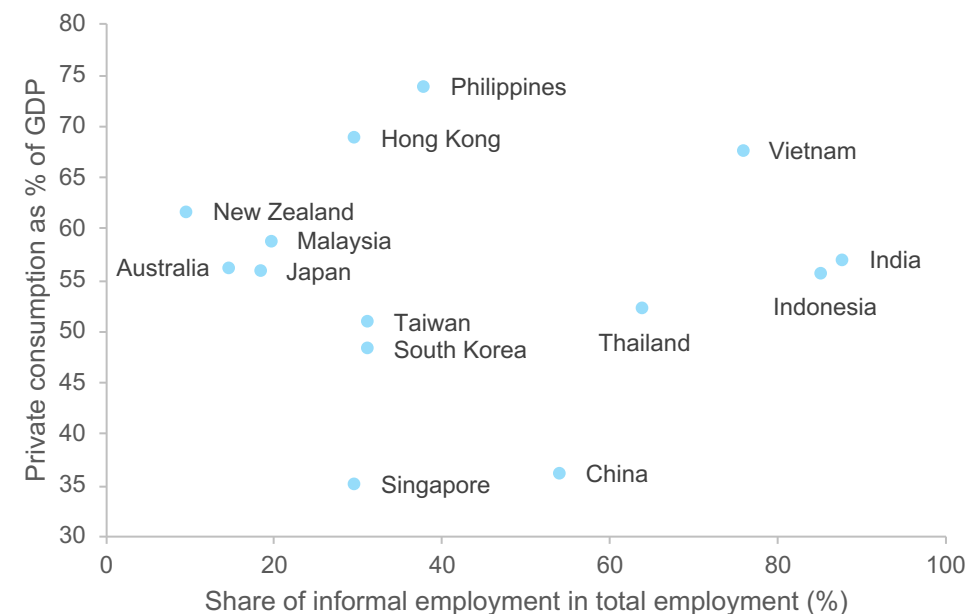 Private consumption as % of GDP
80
75
70
65
60
55
50
45
40
35
30
Philippines
Hong Kong
Vietnam
New Zealand
Malaysia
Australia
Japan
India
Indonesia
Taiwan
Thailand
South Korea
China
Singapore
0
20
40
60
80
100
Share of informal employment in total employment (%)